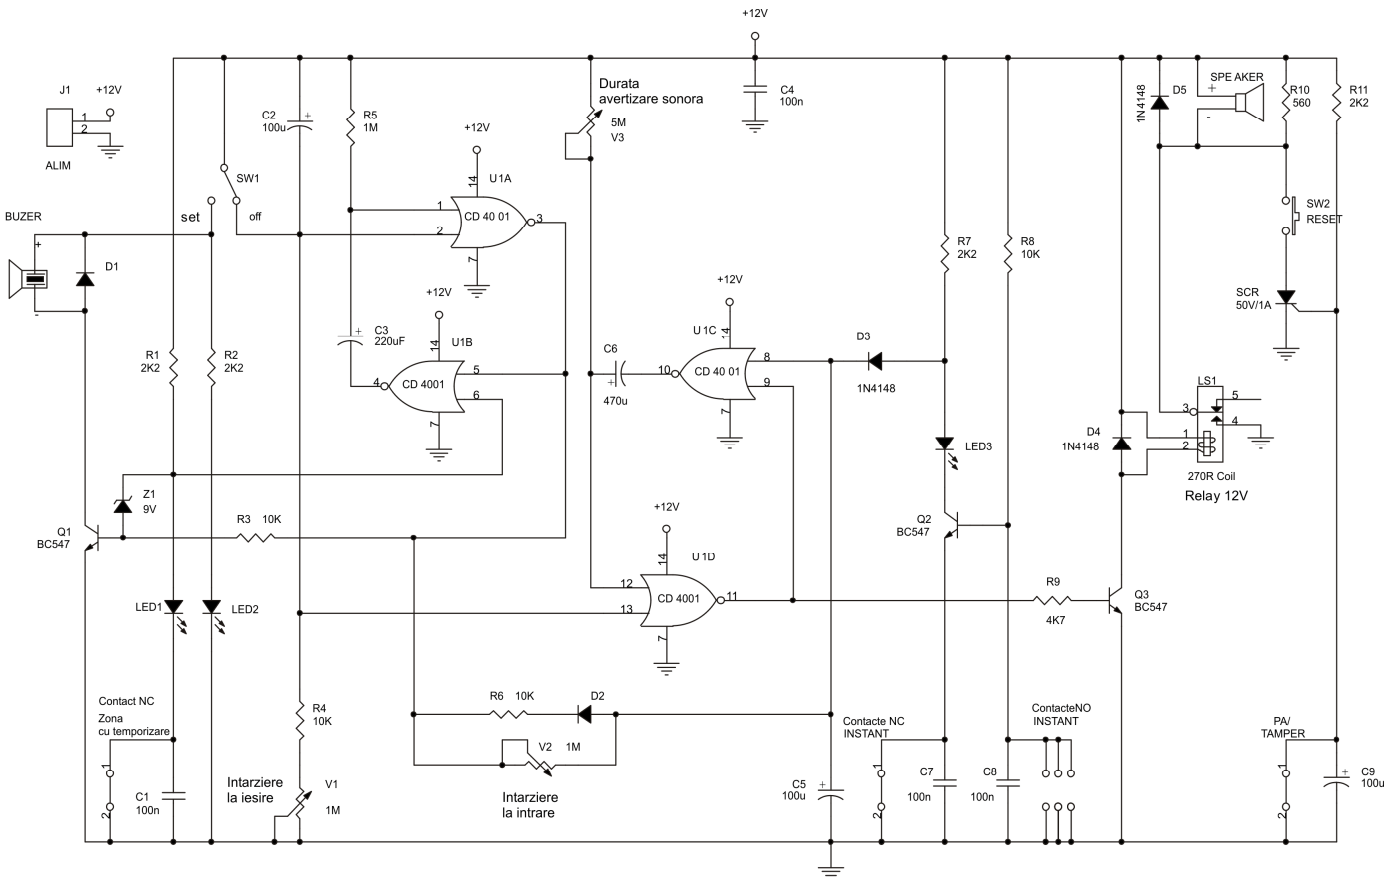 +12V
J1
+12V
1
2
ALIM
C2
100u
+
R5
1M
+12V
Durata
avertizare sonora
5M
V3
C4
100n
1N4148
D5
SPE AKER
+
-
R10
560
R11
2K2
SW1
set
off
14
U1A
1
2
CD 40 01
3
7
BUZER
+
-
D1
SW2
RESET
R7
2K2
R8
10K
+12V
+12V
SCR
50V/1A
C3
220uF
+
14
U1B
4
CD 4001
5
6
7
R1
2K2
R2
2K2
C6
+
470u
14
U1C
10
CD 40 01
8
9
7
D3
1N4148
LS1
3
5
4
1
2
270R Coil
Relay 12V
D4
1N4148
LED3
Z1
9V
Q1
BC547
R3 10K
+12V
Q2
BC547
14
U1D
12
13
CD 4001
11
7
R9
4K7
Q3
BC547
LED1
LED2
Contact NC
Zona
cu temporizare
1
2
C1
100n
R4
10K
Intarziere
la iesire
V1
1M
R6 10K
D2
V2 1M
Intarziere
la intrare
C5
100u
+
Contacte NC
INSTANT
1
2
C7
100n
C8
100n
ContacteNO
INSTANT
PA/
TAMPER
1
2
C9
100u
+